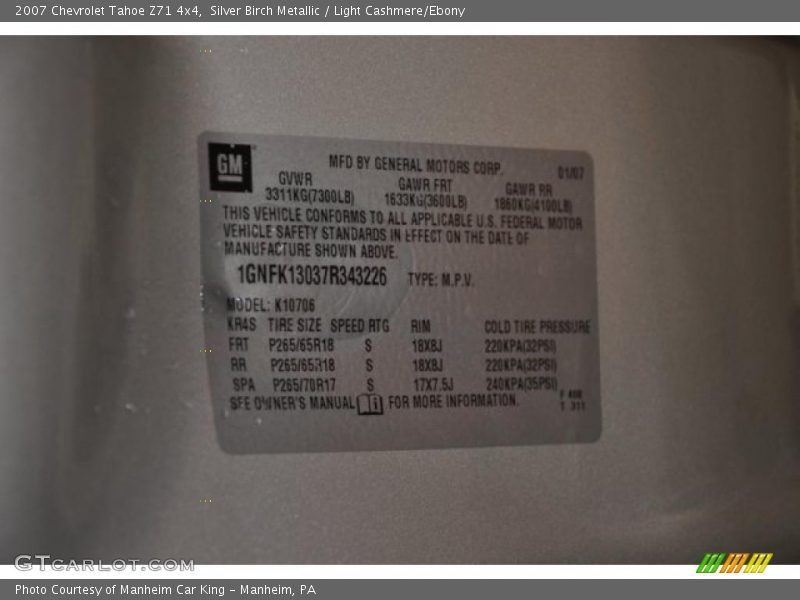 2007 Chevrolet Tahoe Z71 4x4, Silver Birch Metallic / Light Cashmere/Ebony
GM
MFD BY GENERAL MOTORS CORP. 01/07
GVWR GAWR FRT GAWR RR
3311KG(7300LB) 1633KG(3600LB) 1860KG(4100LB)
THIS VEHICLE CONFORMS TO ALL APPLICABLE U.S. FEDERAL MOTOR
VEHICLE SAFETY STANDARDS IN EFFECT ON THE DATE OF
MANUFACTURE SHOWN ABOVE.
1GNFK13037R343226 TYPE: M.P.V.
MODEL: K10706
KR4S TIRE SIZE SPEED RTG RIM COLD TIRE PRESSURE
FRT P265/65R18 S 18X8J 220KPA(32PSI)
RR P265/65R18 S 18X8J 220KPA(32PSI)
SPA P265/70R17 S 17X7.5J 240KPA(35PSI)
SEE OWNER'S MANUAL FOR MORE INFORMATION.
T 311
GTCARLOT.COM
Photo Courtesy of Manheim Car King - Manheim, PA